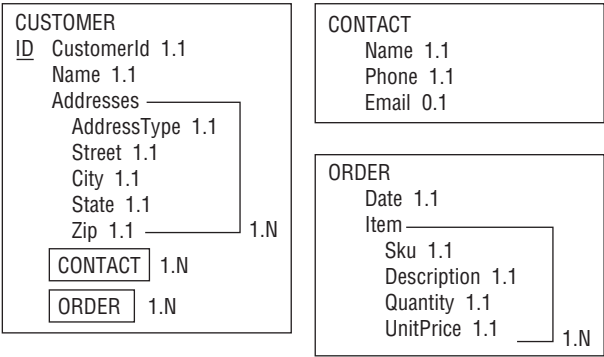 CUSTOMER
ID CustomerId 1.1
Name 1.1
Addresses
AddressType 1.1
Street 1.1
City 1.1
State 1.1
Zip 1.1 1.N
CONTACT 1.N
ORDER 1.N
CONTACT
Name 1.1
Phone 1.1
Email 0.1
ORDER
Date 1.1
Item
Sku 1.1
Description 1.1
Quantity 1.1
UnitPrice 1.1 1.N